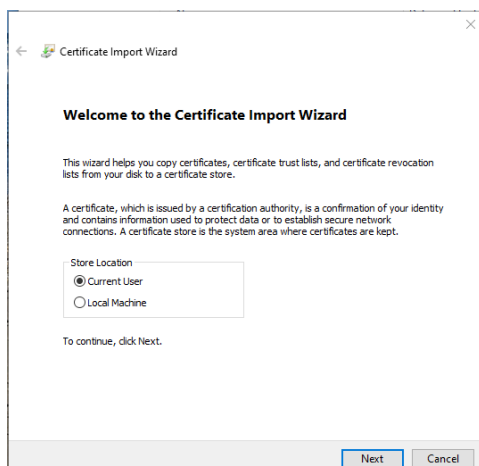 Certificate Import Wizard
Welcome to the Certificate Import Wizard
This wizard helps you copy certificates, certificate trust lists, and certificate revocation
lists from your disk to a certificate store.
A certificate, which is issued by a certification authority, is a confirmation of your identity
and contains information used to protect data or to establish secure network
connections. A certificate store is the system area where certificates are kept.
Store Location
Current User
Local Machine
To continue, click Next.
Next Cancel